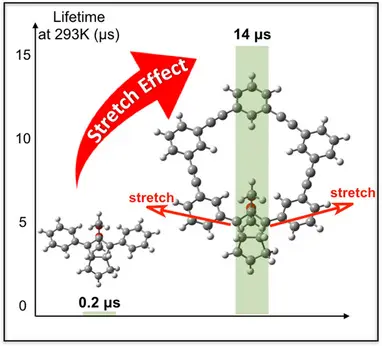 Lifetime
at 293K (µs)
14 µs
15
Stretch Effect
10
stretch
stretch
5
0.2 µs
0